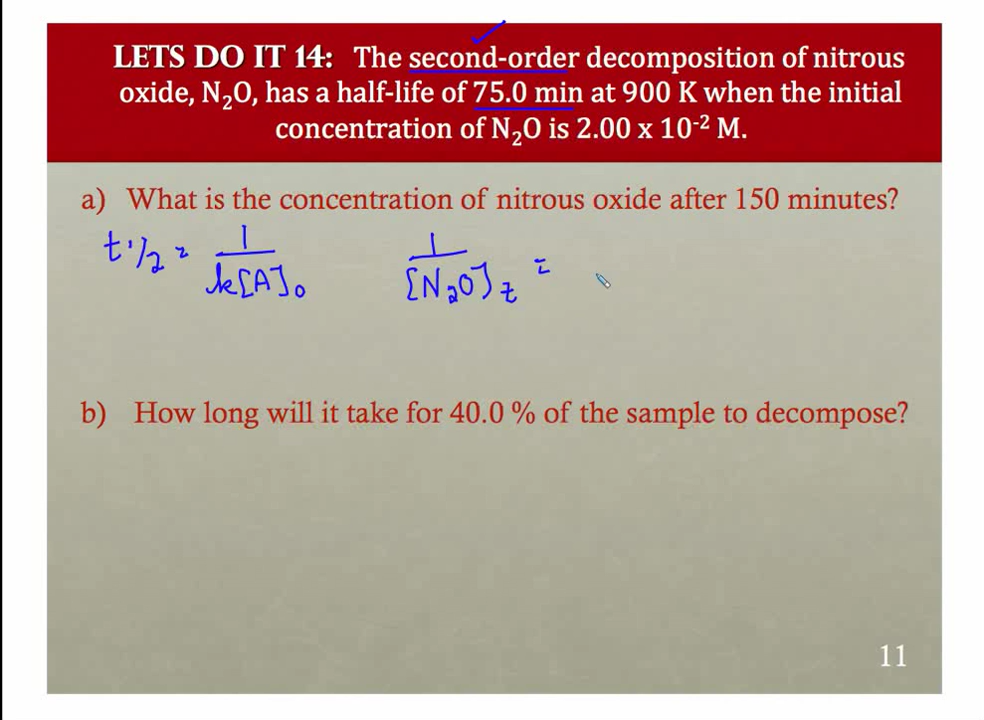 LETS DO IT 14: The second-order decomposition of nitrous
oxide, N₂O, has a half-life of 75.0 min at 900 K when the initial
concentration of N₂O is 2.00 x 10⁻² M.
a) What is the concentration of nitrous oxide after 150 minutes?
t1/2 = 1/k[A]₀ 1/[N₂O]t =
b) How long will it take for 40.0 % of the sample to decompose?
11